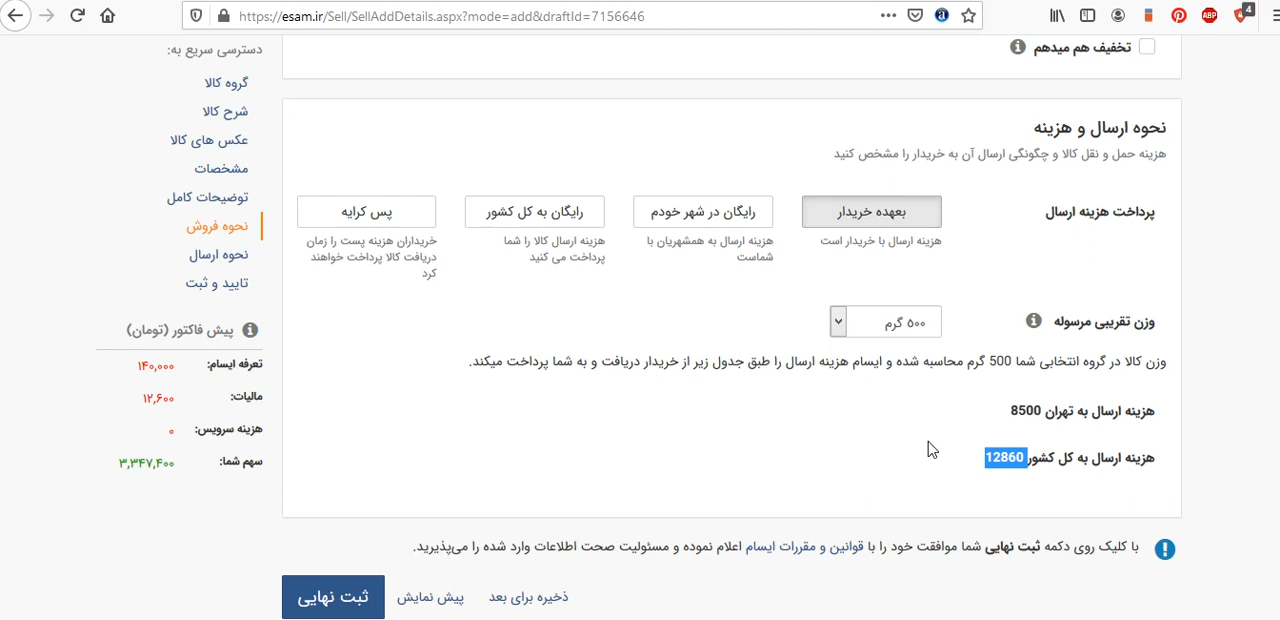 https://esam.ir/Sell/SellAddDetails.aspx?mode=add&draftId=7156646
ABP
4
دسترسی سریع به:
گروه کالا
شرح کالا
عکس های کالا
مشخصات
توضیحات کامل
نحوه فروش
نحوه ارسال
تایید و ثبت
پیش فاکتور (تومان)
تعرفه ایسام: ۱۴۰,۰۰۰
مالیات: ۱۲,۶۰۰
هزینه سرویس: ۰
سهم شما: ۳,۳۴۷,۴۰۰
تخفیف هم میدهم
نحوه ارسال و هزینه
هزینه حمل و نقل کالا و چگونگی ارسال آن به خریدار را مشخص کنید
پرداخت هزینه ارسال
بعهده خریدار
هزینه ارسال با خریدار است
رایگان در شهر خودم
هزینه ارسال به همشهریان با
شماست
رایگان به کل کشور
هزینه ارسال کالا را شما
پرداخت می کنید
پس کرایه
خریداران هزینه پست را زمان
دریافت کالا پرداخت خواهند
کرد
وزن تقریبی مرسوله
۵۰۰ گرم
وزن کالا در گروه انتخابی شما 500 گرم محاسبه شده و ایسام هزینه ارسال را طبق جدول زیر از خریدار دریافت و به شما پرداخت میکند.
هزینه ارسال به تهران 8500
هزینه ارسال به کل کشور 12860
با کلیک روی دکمه ثبت نهایی شما موافقت خود را با قوانین و مقررات ایسام اعلام نموده و مسئولیت صحت اطلاعات وارد شده را می‌پذیرید.
ذخیره برای بعد
پیش نمایش
ثبت نهایی